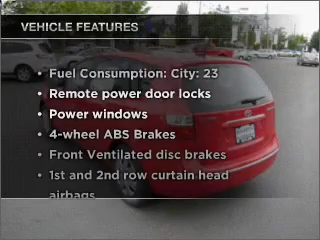 VEHICLE FEATURES
• Fuel Consumption: City: 23
• Remote power door locks
• Power windows
• 4-wheel ABS Brakes
• Front Ventilated disc brakes
• 1st and 2nd row curtain head
airbags